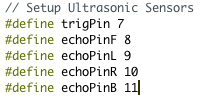 // Setup Ultrasonic Sensors
#define trigPin 7
#define echoPinF 8
#define echoPinL 9
#define echoPinR 10
#define echoPinB 11